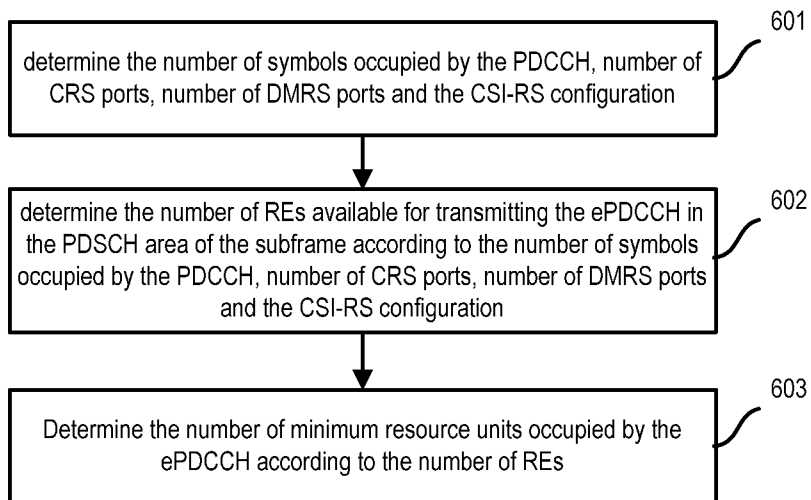 601
determine the number of symbols occupied by the PDCCH, number of
CRS ports, number of DMRS ports and the CSI-RS configuration
602
determine the number of REs available for transmitting the ePDCCH in
the PDSCH area of the subframe according to the number of symbols
occupied by the PDCCH, number of CRS ports, number of DMRS ports
and the CSI-RS configuration
603
Determine the number of minimum resource units occupied by the
ePDCCH according to the number of REs